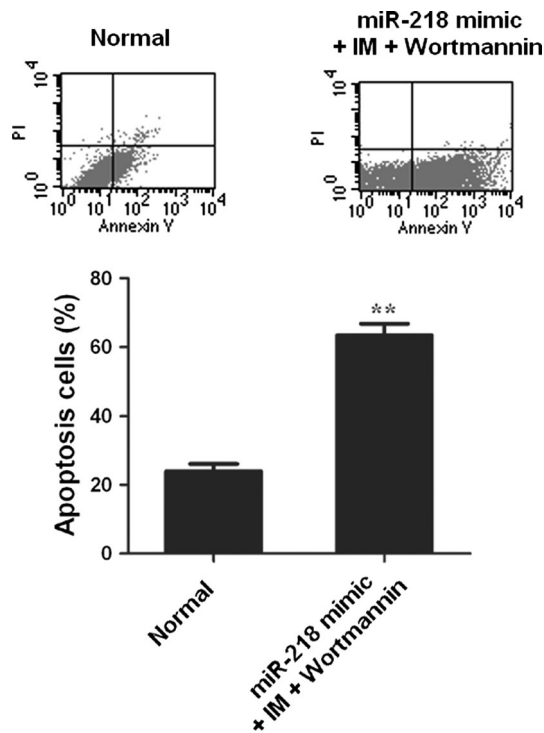 Normal
miR-218 mimic
+ IM + Wortmannin
PI
10^4
10^0
10^0 10^1 10^2 10^3 10^4
Annexin V
PI
10^4
10^0
10^0 10^1 10^2 10^3 10^4
Annexin V
Apoptosis cells (%)
80
60
40
20
0
**
Normal
miR-218 mimic
+ IM + Wortmannin